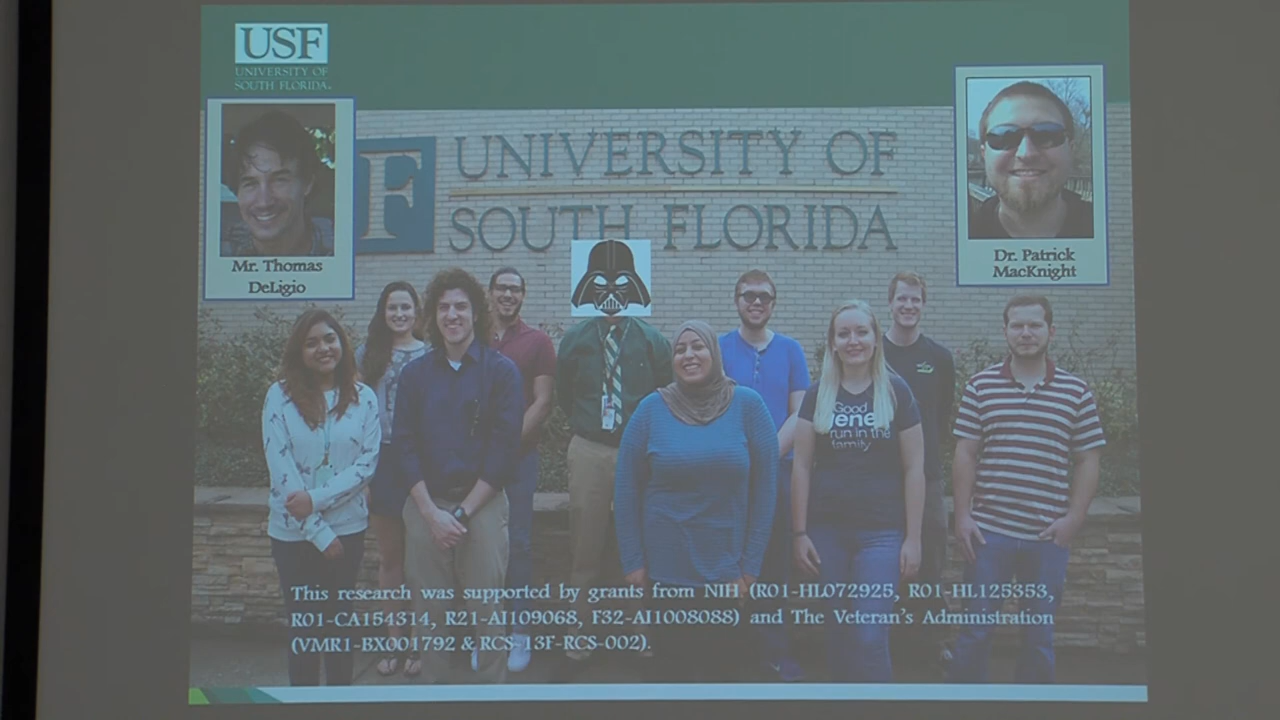 USF
UNIVERSITY OF
SOUTH FLORIDA
F UNIVERSITY OF
SOUTH FLORIDA
Mr. Thomas
DeLigio
Dr. Patrick
MacKnight
Good
run in the
family
This research was supported by grants from NIH (R01-HL072925, R01-HL125353,
R01-CA154314, R21-AI109068, F32-AI1008088) and The Veteran's Administration
(VMR1-BX001792 & RCS-13F-RCS-002).